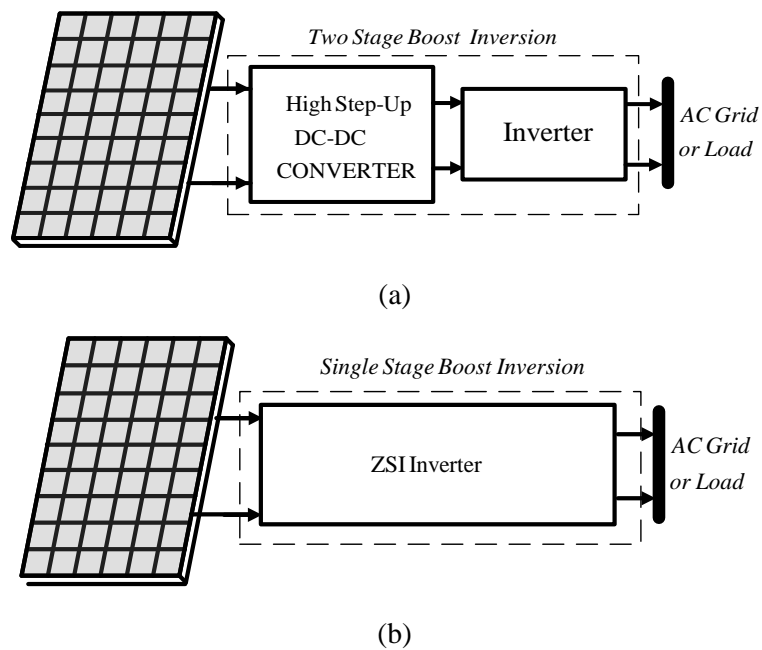 Two Stage Boost Inversion
High Step-Up
DC-DC
CONVERTER
Inverter
AC Grid
or Load
(a)
Single Stage Boost Inversion
ZSI Inverter
AC Grid
or Load
(b)